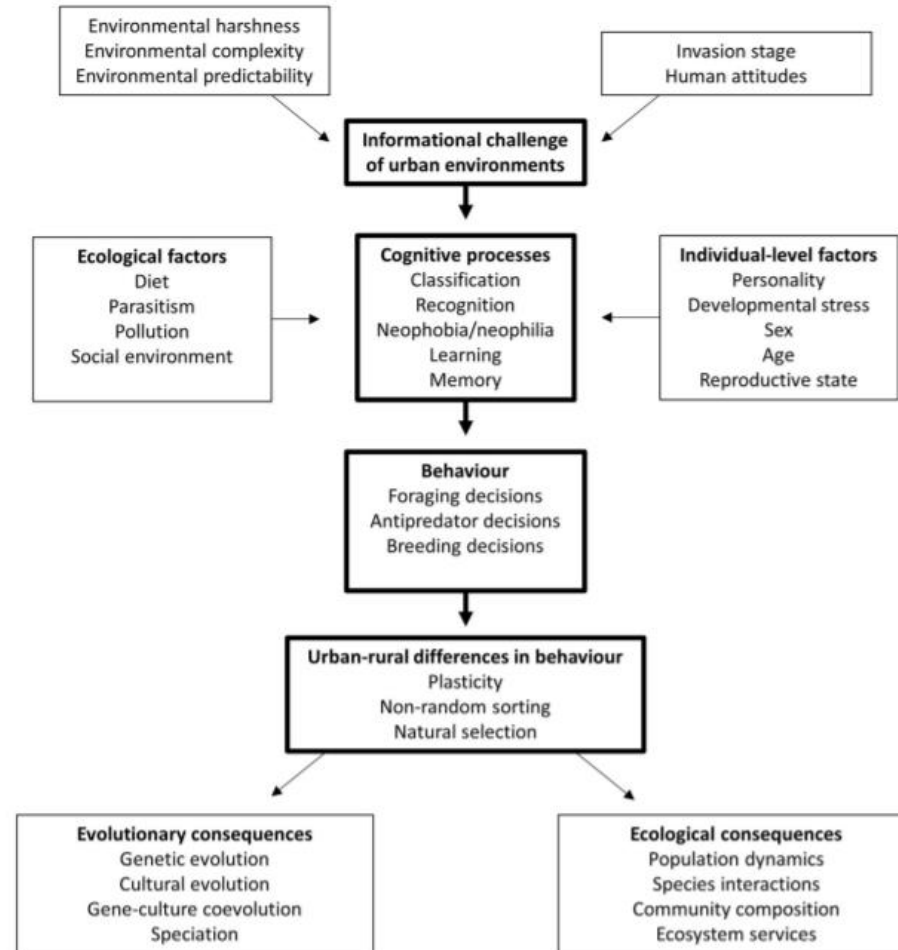 Environmental harshness
Environmental complexity
Environmental predictability
Invasion stage
Human attitudes
Informational challenge
of urban environments
Ecological factors
Diet
Parasitism
Pollution
Social environment
Cognitive processes
Classification
Recognition
Neophobia/neophilia
Learning
Memory
Individual-level factors
Personality
Developmental stress
Sex
Age
Reproductive state
Behaviour
Foraging decisions
Antipredator decisions
Breeding decisions
Urban-rural differences in behaviour
Plasticity
Non-random sorting
Natural selection
Evolutionary consequences
Genetic evolution
Cultural evolution
Gene-culture coevolution
Speciation
Ecological consequences
Population dynamics
Species interactions
Community composition
Ecosystem services